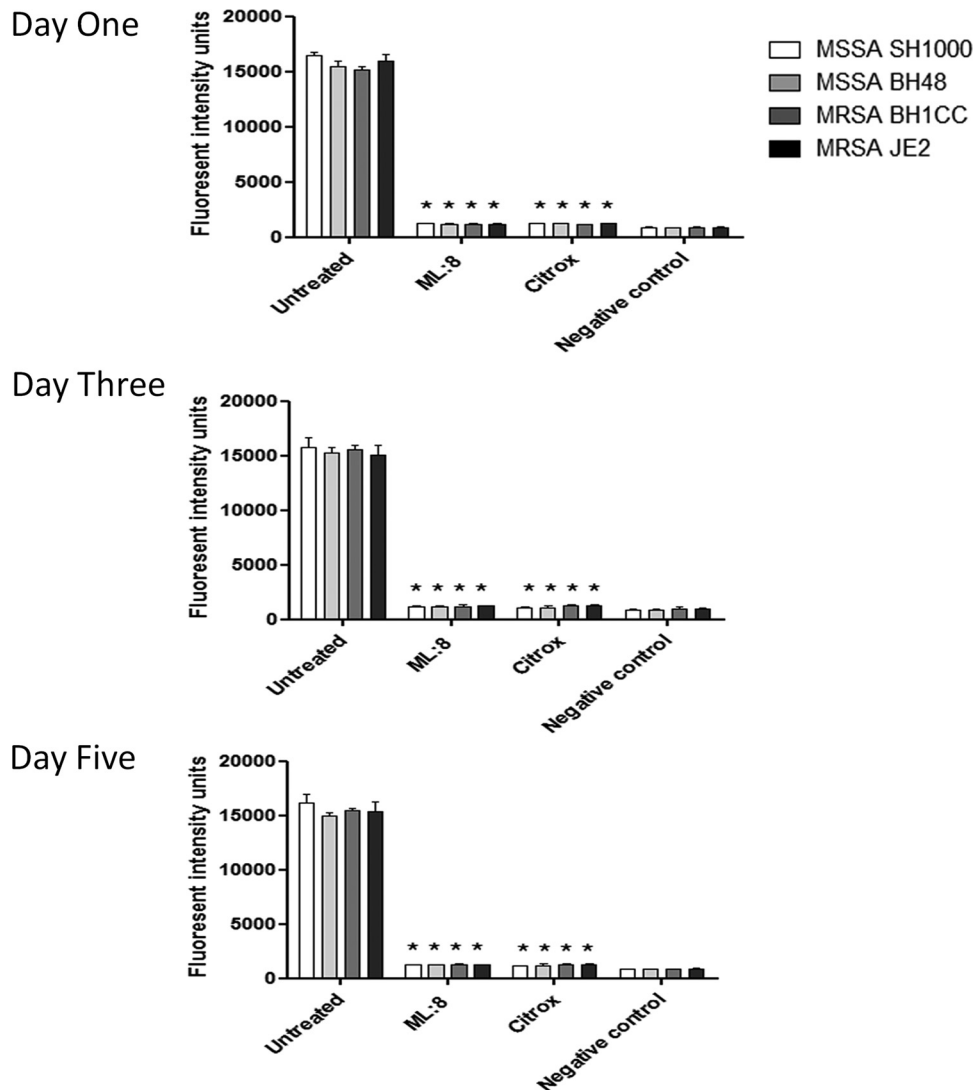 Day One
Fluoresent intensity units
20000
15000
10000
5000
0
* * * *
* * * *
Untreated
ML:8
Citrox
Negative control
MSSA SH1000
MSSA BH48
MRSA BH1CC
MRSA JE2
Day Three
Fluoresent intensity units
20000
15000
10000
5000
0
* * * *
* * * *
Untreated
ML:8
Citrox
Negative control
Day Five
Fluoresent intensity units
20000
15000
10000
5000
0
* * * *
* * * *
Untreated
ML:8
Citrox
Negative control